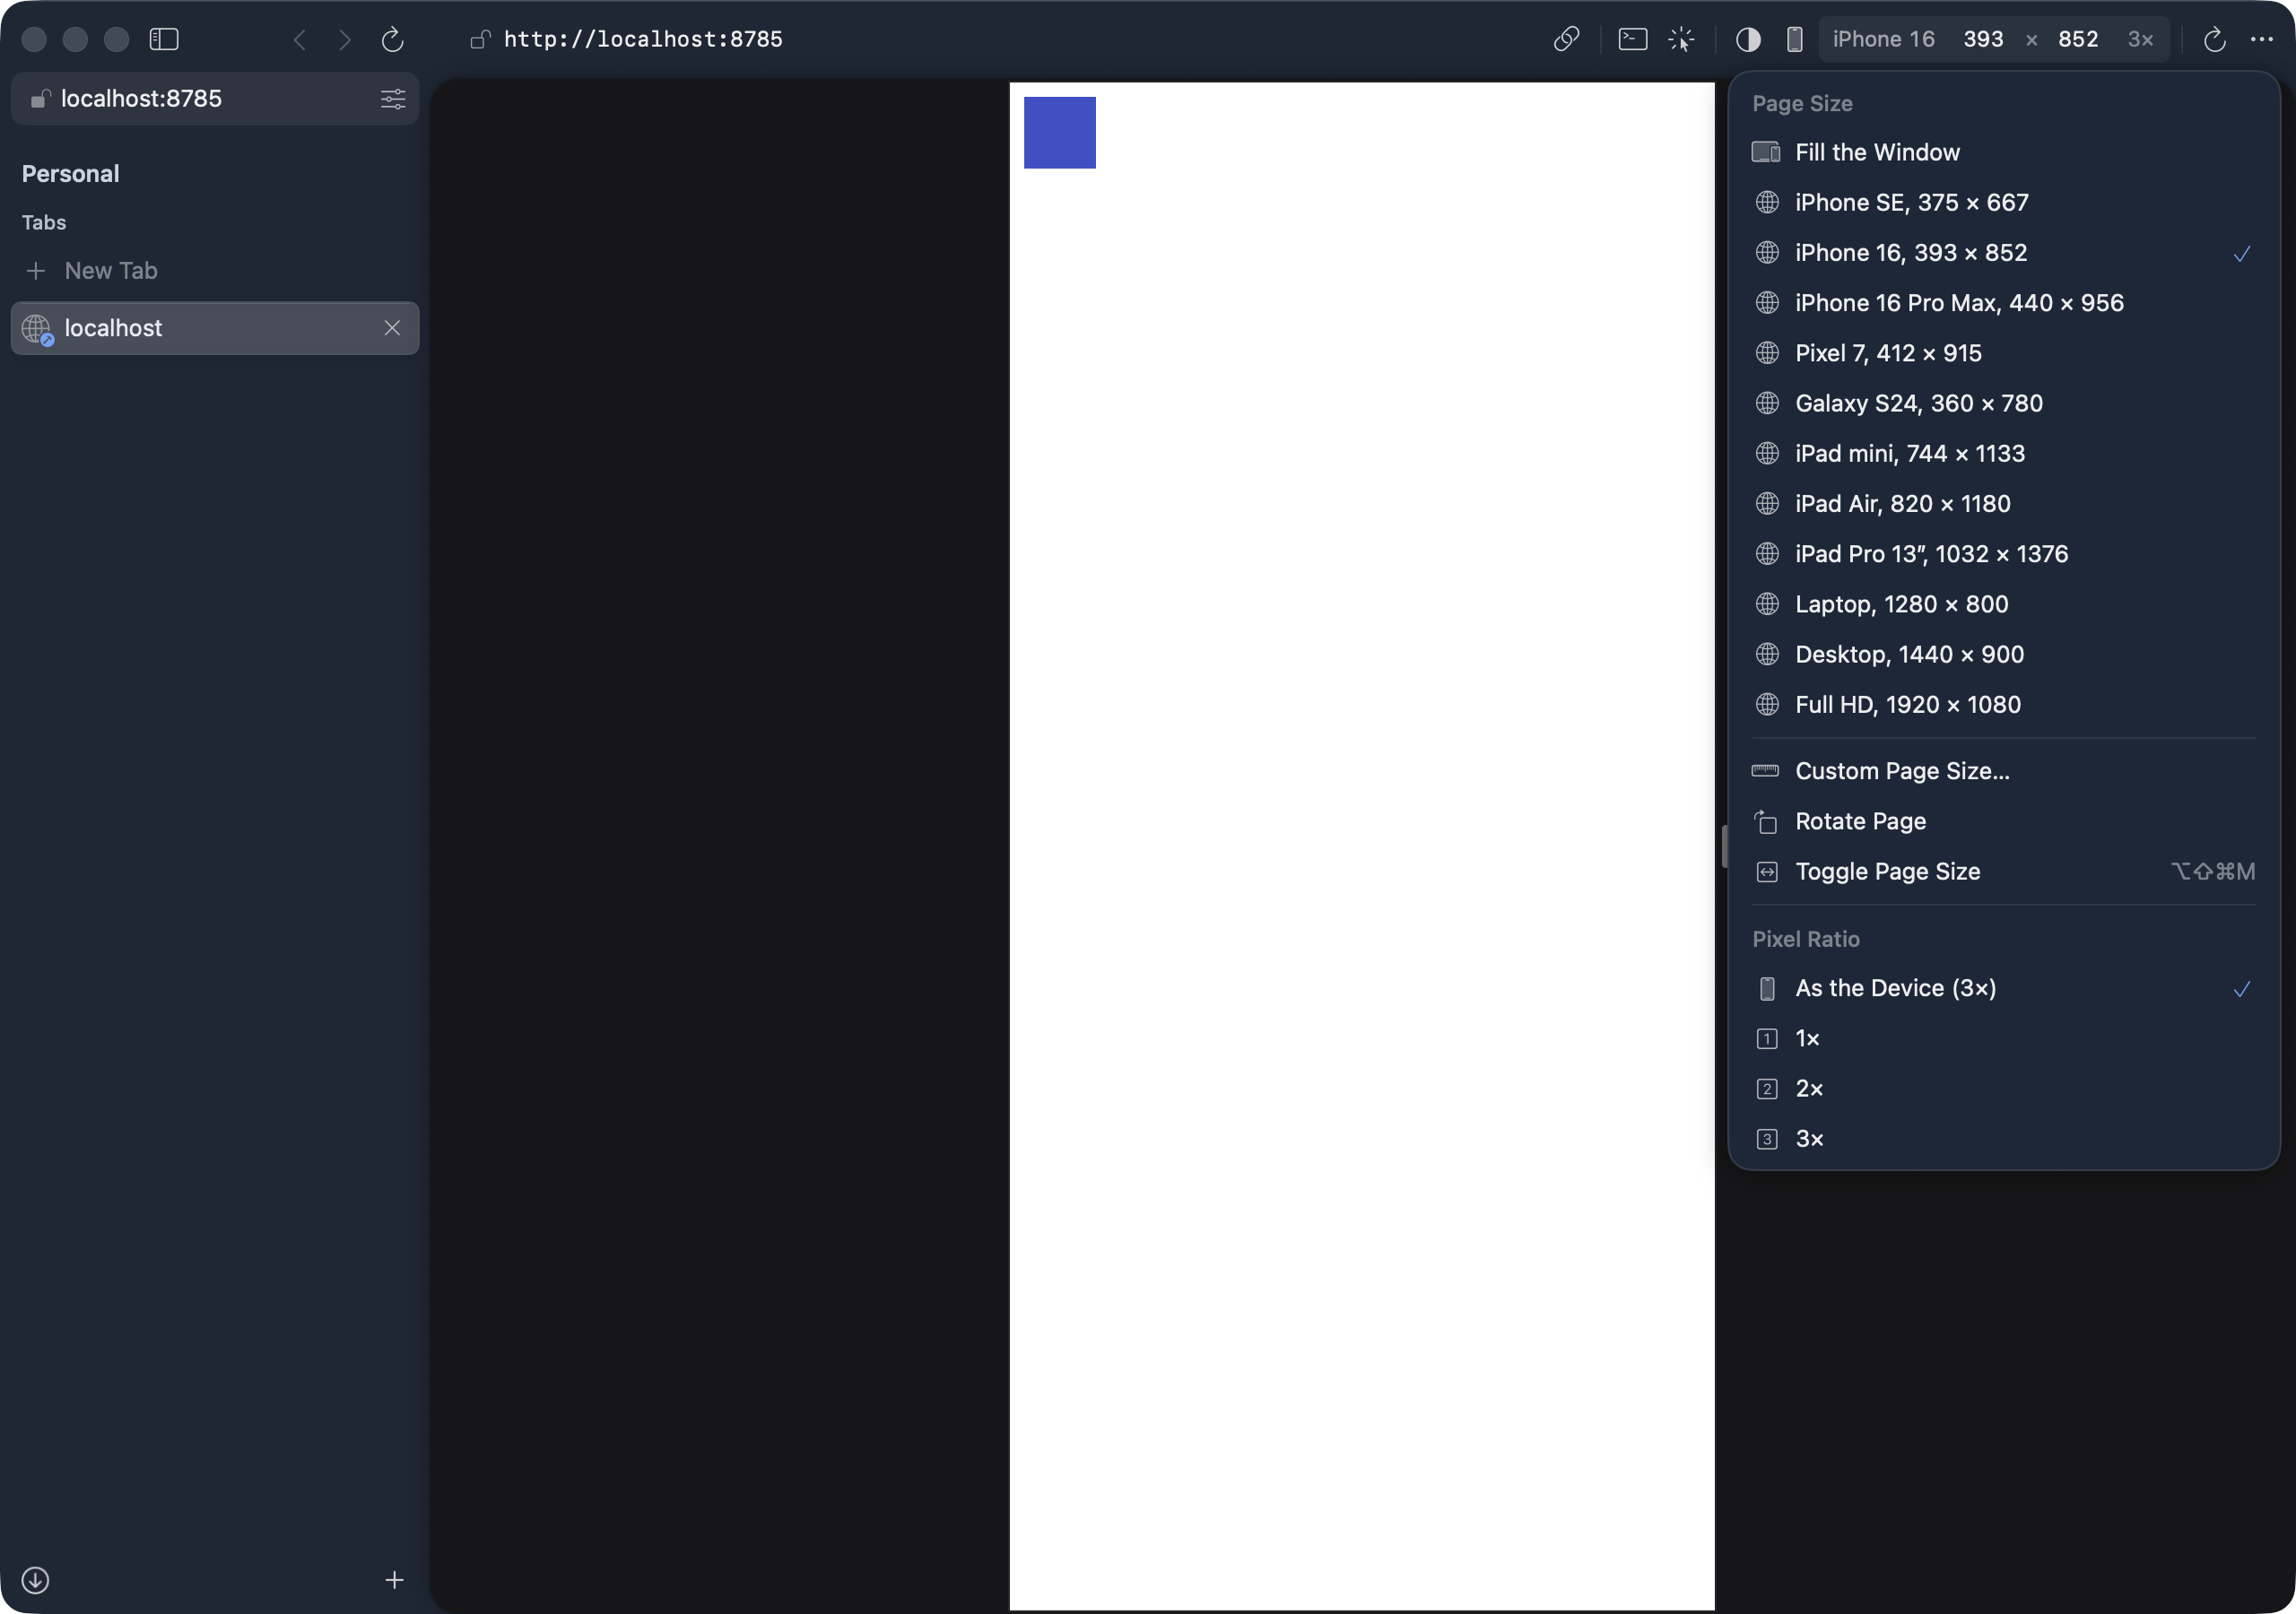 http://localhost:8785
iPhone 16 393 × 852 3×
localhost:8785
Personal
Tabs
New Tab
localhost
Page Size
Fill the Window
iPhone SE, 375 × 667
iPhone 16, 393 × 852
iPhone 16 Pro Max, 440 × 956
Pixel 7, 412 × 915
Galaxy S24, 360 × 780
iPad mini, 744 × 1133
iPad Air, 820 × 1180
iPad Pro 13”, 1032 × 1376
Laptop, 1280 × 800
Desktop, 1440 × 900
Full HD, 1920 × 1080
Custom Page Size...
Rotate Page
Toggle Page Size ⌥⇧⌘M
Pixel Ratio
As the Device (3×)
1 1×
2 2×
3 3×